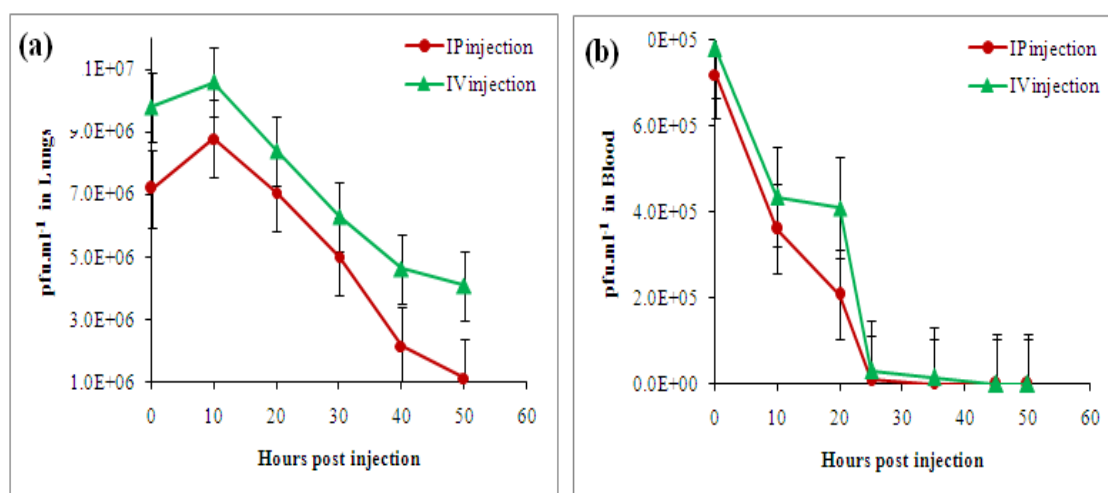 (a)
IPinjection
IVinjection
1E+07
9.0E+06
7.0E+06
5.0E+06
3.0E+06
1.0E+06
pfu.ml-1 in Lungs
0 10 20 30 40 50 60
Hours post injection
(b)
IPinjection
IVinjection
0E+05
6.0E+05
4.0E+05
2.0E+05
0.0E+00
pfu.ml-1 in Blood
0 10 20 30 40 50 60
Hours post injection